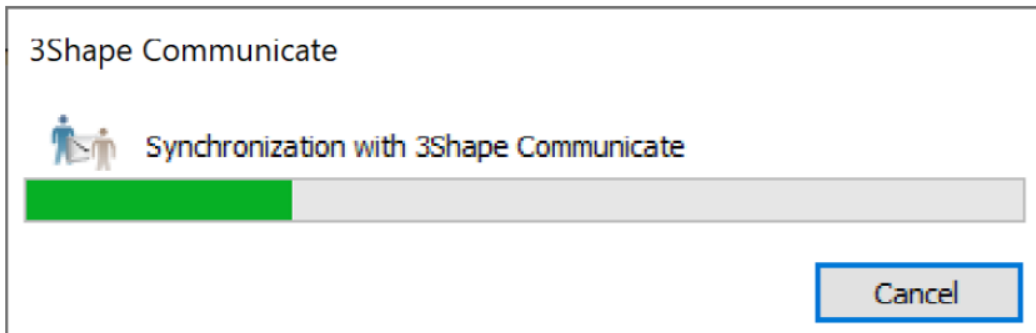 3Shape Communicate
Synchronization with 3Shape Communicate
Cancel